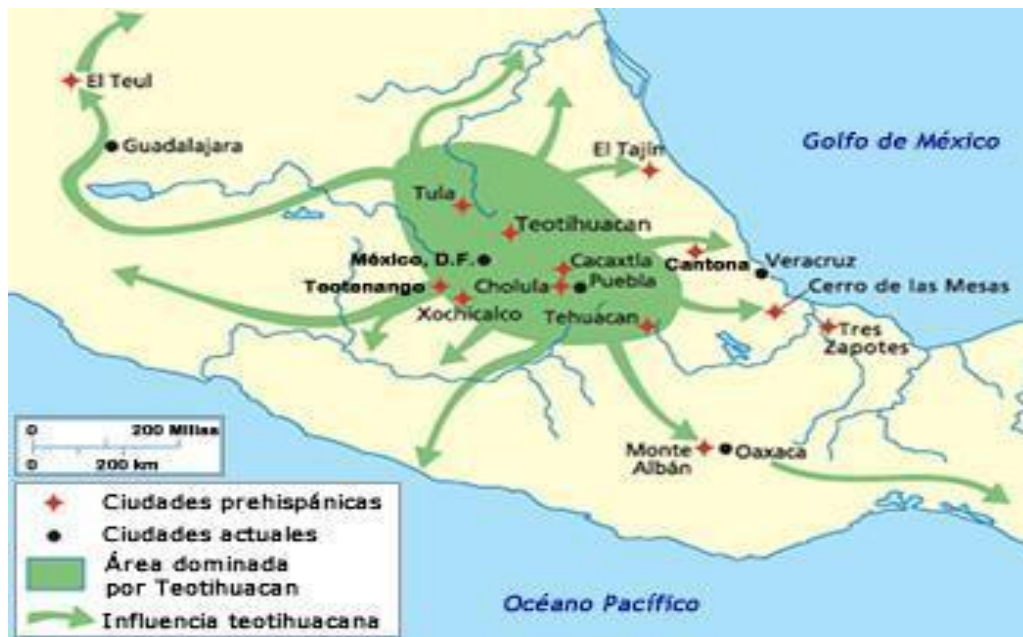 El Teul
Guadalajara
El Tajín
Golfo de México
Tula
Teotihuacan
México, D.F.
Cacaxtla
Cantona
Veracruz
Teotenango
Cholula
Puebla
Cerro de las Mesas
Xochicalco
Tehuacan
Tres
Zapotes
0 200 Millas
0 200 km
Monte
Albán
Oaxaca
Ciudades prehispánicas
Ciudades actuales
Área dominada
por Teotihuacan
Influencia teotihuacana
Océano Pacífico